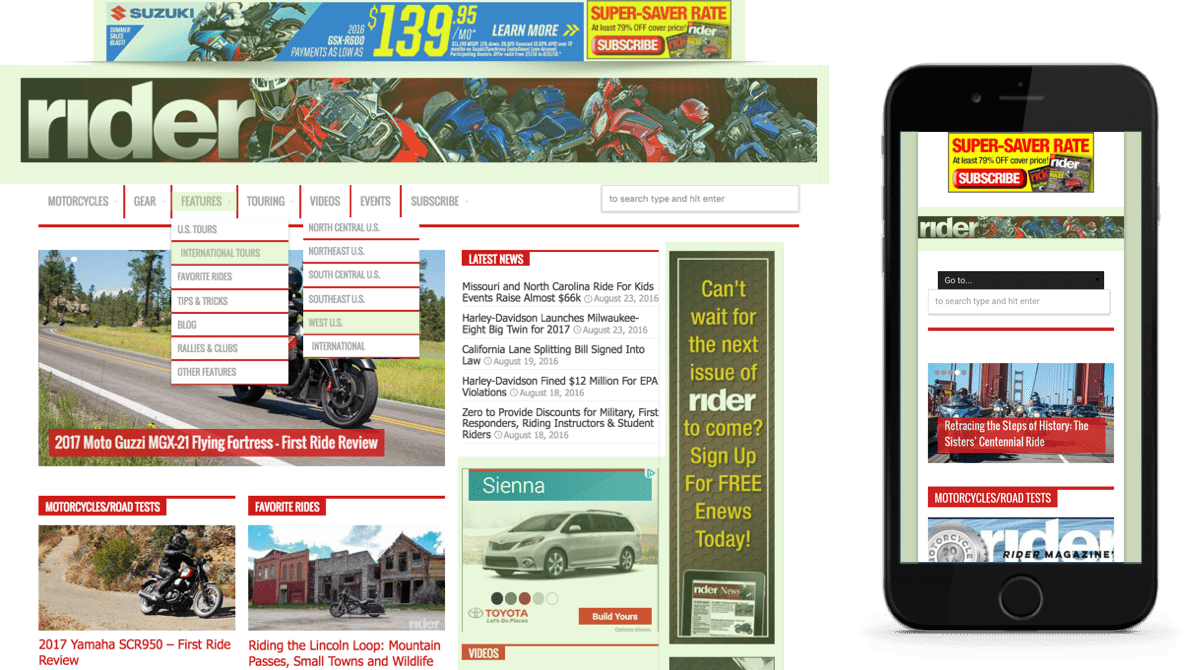 SUZUKI
SUMMER
SALES
BLAST!
2016
GSX-R600
PAYMENTS AS LOW AS
$139.95
/MO*
LEARN MORE
SUPER-SAVER RATE
At least 79% OFF cover price!
SUBSCRIBE
rider
rider
MOTORCYCLES
GEAR
FEATURES
TOURING
VIDEOS
EVENTS
SUBSCRIBE
to search type and hit enter
U.S. TOURS
INTERNATIONAL TOURS
FAVORITE RIDES
TIPS & TRICKS
BLOG
RALLIES & CLUBS
OTHER FEATURES
NORTH CENTRAL U.S.
NORTHEAST U.S.
SOUTH CENTRAL U.S.
SOUTHEAST U.S.
WEST U.S.
INTERNATIONAL
2017 Moto Guzzi MGX-21 Flying Fortress - First Ride Review
LATEST NEWS
Missouri and North Carolina Ride For Kids
Events Raise Almost $66k August 23, 2016
Harley-Davidson Launches Milwaukee-
Eight Big Twin for 2017 August 23, 2016
California Lane Splitting Bill Signed Into
Law August 19, 2016
Harley-Davidson Fined $12 Million For EPA
Violations August 18, 2016
Zero to Provide Discounts for Military, First
Responders, Riding Instructors & Student
Riders August 18, 2016
Can't
wait for
the next
issue of
rider
to come?
Sign Up
For FREE
Enews
Today!
rider News
MOTORCYCLES/ROAD TESTS
2017 Yamaha SCR950 – First Ride
Review
FAVORITE RIDES
rider
Riding the Lincoln Loop: Mountain
Passes, Small Towns and Wildlife
Sienna
TOYOTA
Let's Go Places
Build Yours
Options shown.
VIDEOS
SUPER-SAVER RATE
At least 79% OFF cover price!
SUBSCRIBE
rider
rider
Go to...
to search type and hit enter
Retracing the Steps of History: The
Sisters' Centennial Ride
MOTORCYCLES/ROAD TESTS
rider
MOTORCYCLE
20
RIDER MAGAZINE'